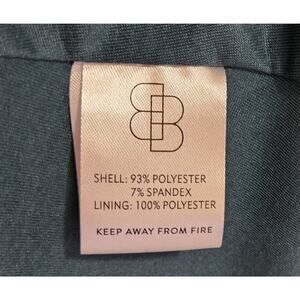 SHELL: 93% POLYESTER
7% SPANDEX
LINING: 100% POLYESTER
KEEP AWAY FROM FIRE